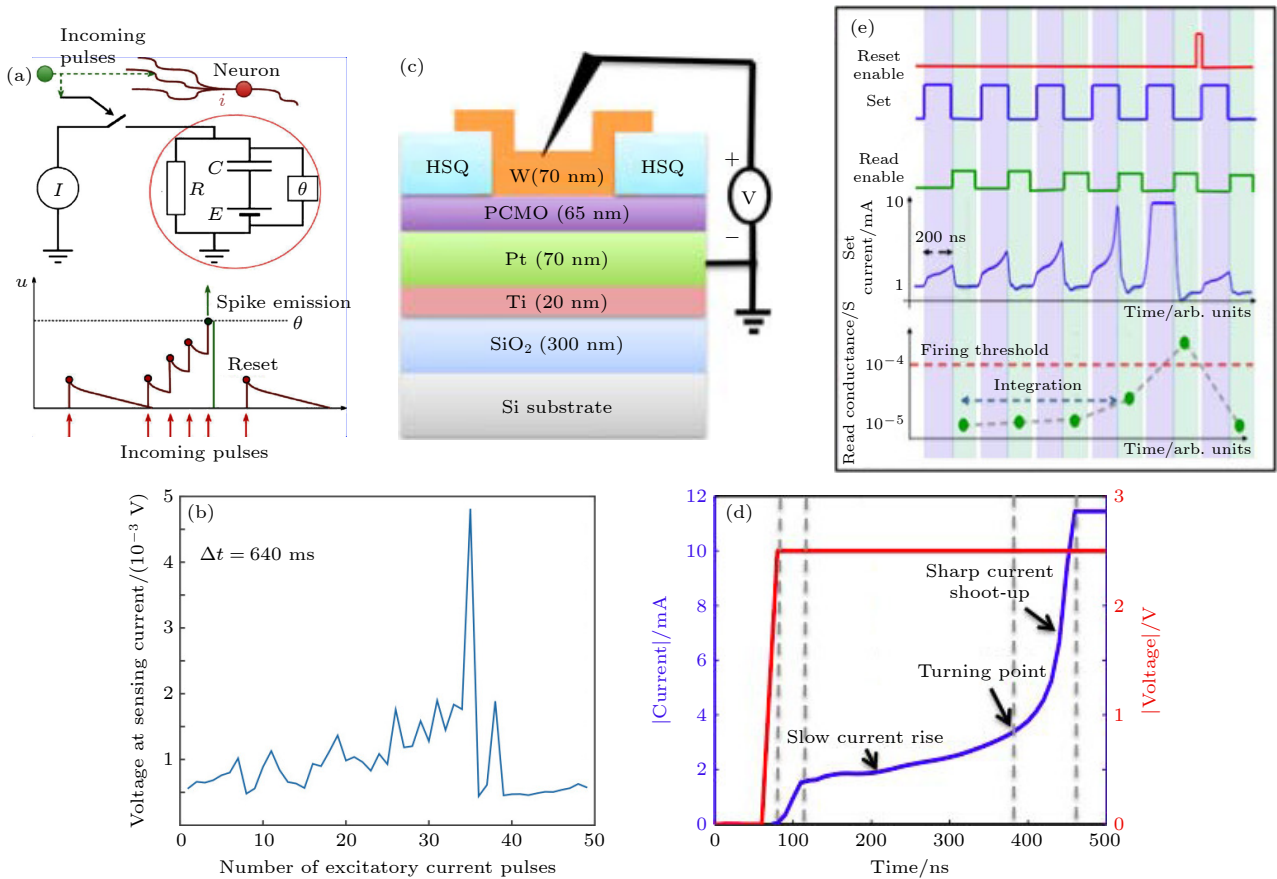 (a)
Incoming
pulses
Neuron
i
I
R
C
E
θ
u
Spike emission
θ
Reset
Incoming pulses
(c)
HSQ
HSQ
W(70 nm)
PCMO (65 nm)
Pt (70 nm)
Ti (20 nm)
SiO₂ (300 nm)
Si substrate
+
V
−
(e)
Reset
enable
Set
Read
enable
10
200 ns
1
Set
current/mA
Time/arb. units
Firing threshold
10⁻⁴
Integration
10⁻⁵
Read conductance/S
Time/arb. units
(b)
Δt = 640 ms
5
4
3
2
1
0
10
20
30
40
50
Voltage at sensing current/(10⁻³ V)
Number of excitatory current pulses
(d)
12
10
8
6
4
2
0
|Current|/mA
3
2
1
0
|Voltage|/V
Sharp current
shoot-up
Turning point
Slow current rise
0
100
200
300
400
500
Time/ns